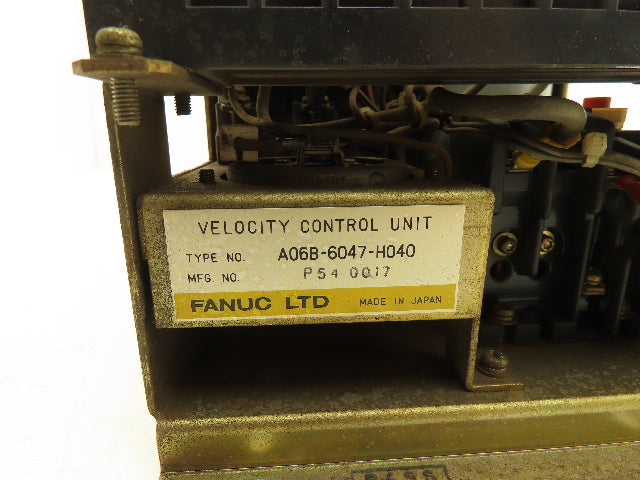 VELOCITY CONTROL UNIT
TYPE NO. A06B-6047-H040
MFG. NO. P54 0017
FANUC LTD MADE IN JAPAN